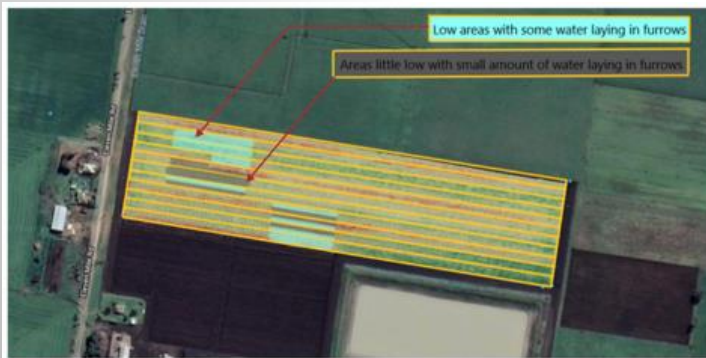 Low areas with some water laying in furrows
Areas little low with small amount of water laying in furrows